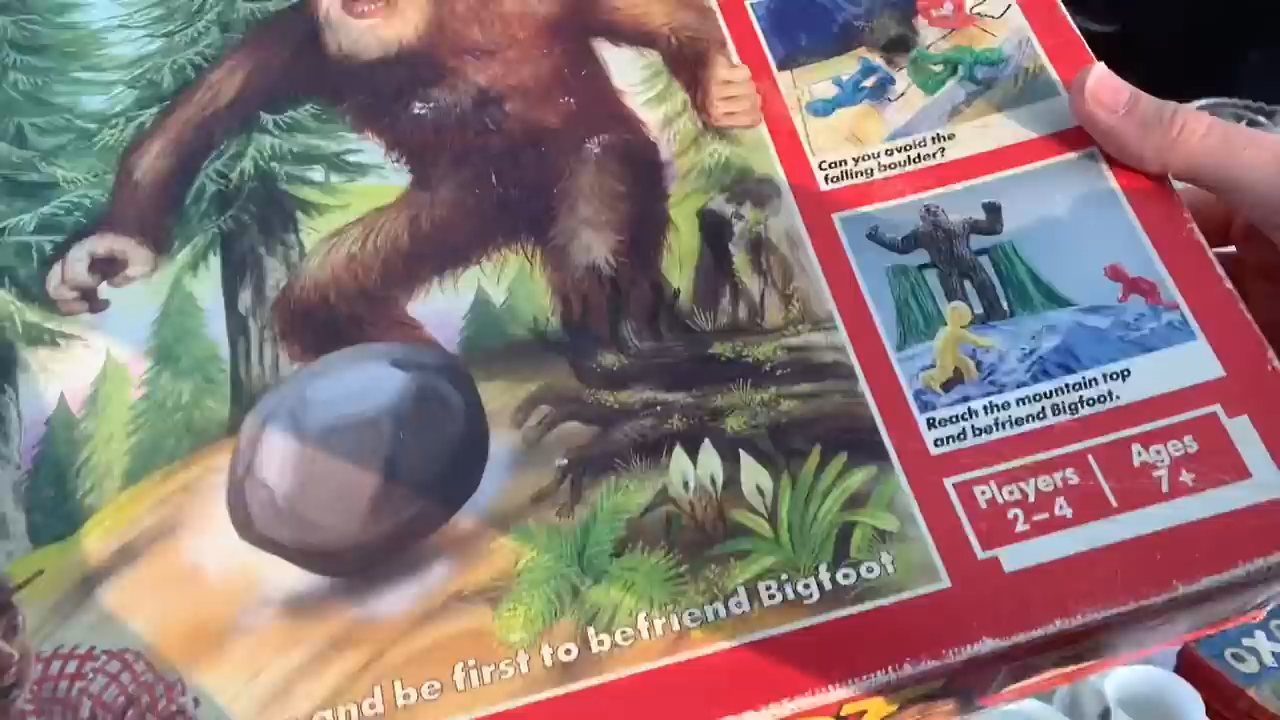 Can you avoid the
falling boulder?
Reach the mountain top
and befriend Bigfoot.
Players
2-4
Ages
7+
and be first to befriend Bigfoot